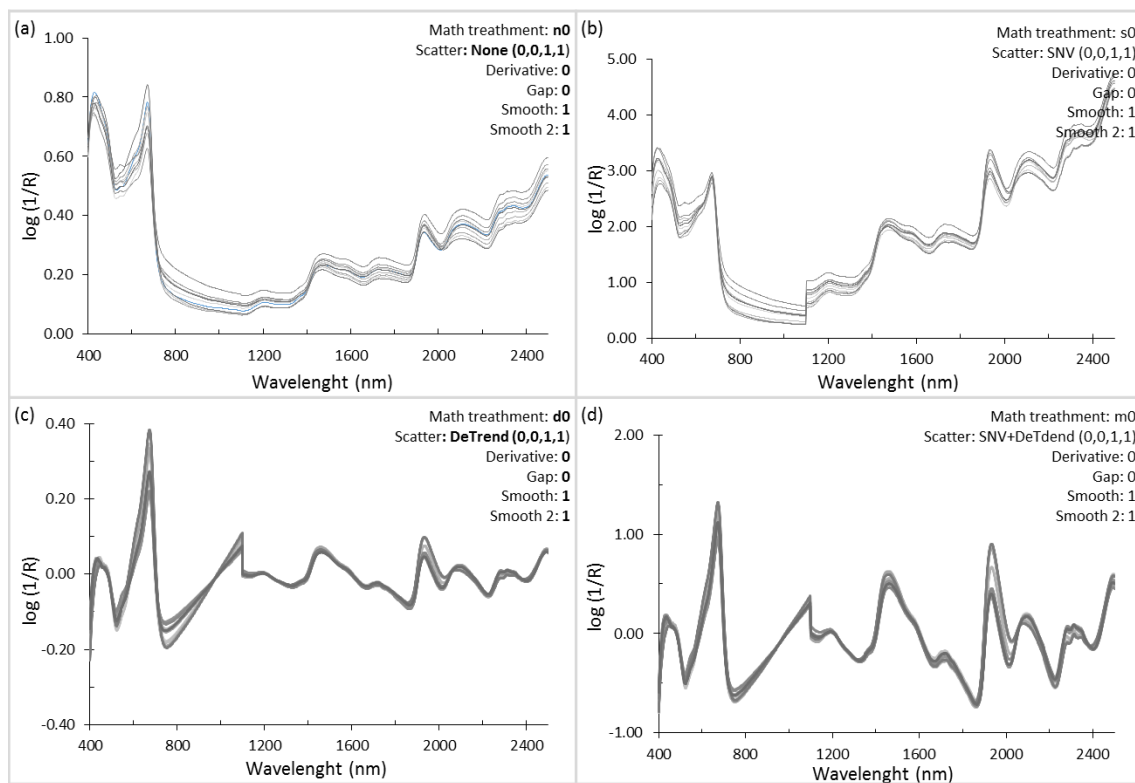 (a)
Math treathment: n0
Scatter: None (0,0,1,1)
Derivative: 0
Gap: 0
Smooth: 1
Smooth 2: 1
1.00
0.80
0.60
0.40
0.20
0.00
log (1/R)
400 800 1200 1600 2000 2400
Wavelenght (nm)
(b)
Math treathment: s0
Scatter: SNV (0,0,1,1)
Derivative: 0
Gap: 0
Smooth: 1
Smooth 2: 1
5.00
4.00
3.00
2.00
1.00
0.00
log (1/R)
400 800 1200 1600 2000 2400
Wavelenght (nm)
(c)
Math treathment: d0
Scatter: DeTrend (0,0,1,1)
Derivative: 0
Gap: 0
Smooth: 1
Smooth 2: 1
0.40
0.20
0.00
-0.20
-0.40
log (1/R)
400 800 1200 1600 2000 2400
Wavelenght (nm)
(d)
Math treathment: m0
Scatter: SNV+DeTdend (0,0,1,1)
Derivative: 0
Gap: 0
Smooth: 1
Smooth 2: 1
2.00
1.00
0.00
-1.00
log (1/R)
400 800 1200 1600 2000 2400
Wavelenght (nm)